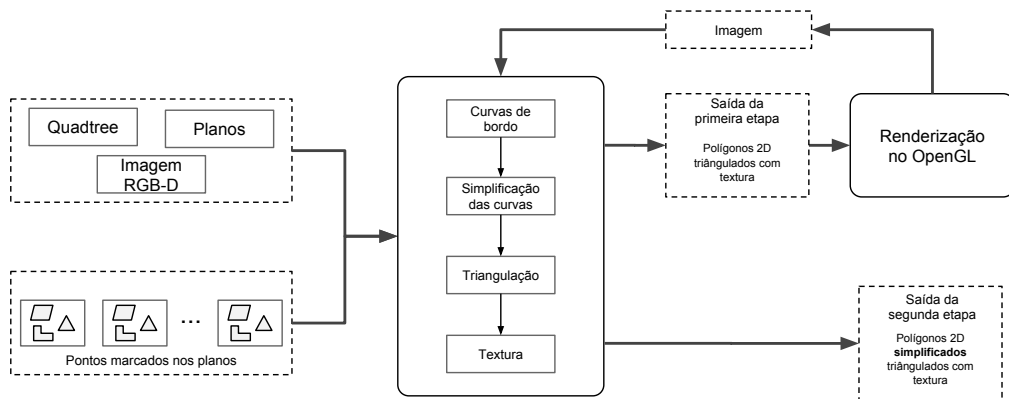 Imagem
Quadtree
Planos
Imagem
RGB-D
Pontos marcados nos planos
...
Curvas de
bordo
Simplificação
das curvas
Triangulação
Textura
Saída da
primeira etapa
Polígonos 2D
triângulados com
textura
Renderização
no OpenGL
Saída da
segunda etapa
Polígonos 2D
simplificados
triângulados com
textura